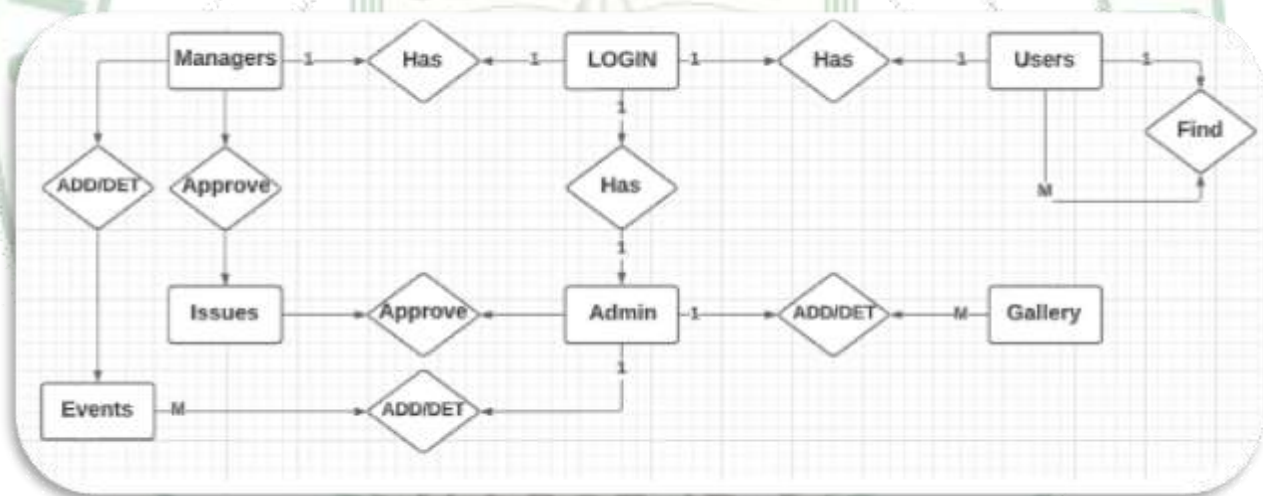 Managers
1
Has
1
LOGIN
1
Has
1
Users
1
Find
1
ADD/DET
Approve
Has
M
1
Issues
Approve
Admin
1
ADD/DET
M
Gallery
1
Events
M
ADD/DET